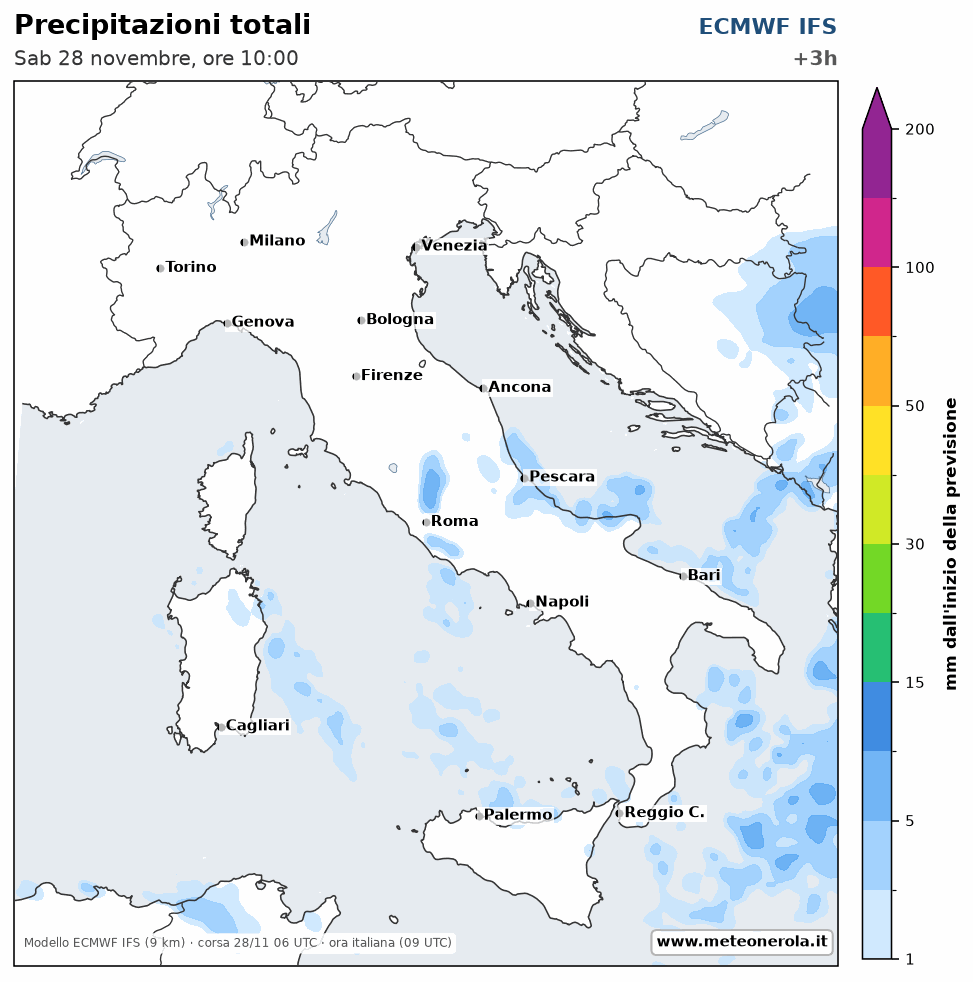 Precipitazioni totali
ECMWF IFS
Sab 28 novembre, ore 10:00
+3h
Milano
Venezia
Torino
Genova
Bologna
Firenze
Ancona
Pescara
Roma
Bari
Napoli
Cagliari
Palermo
Reggio C.
200
100
50
30
15
5
1
mm dall'inizio della previsione
Modello ECMWF IFS (9 km) · corsa 28/11 06 UTC · ora italiana (09 UTC)
www.meteonerola.it